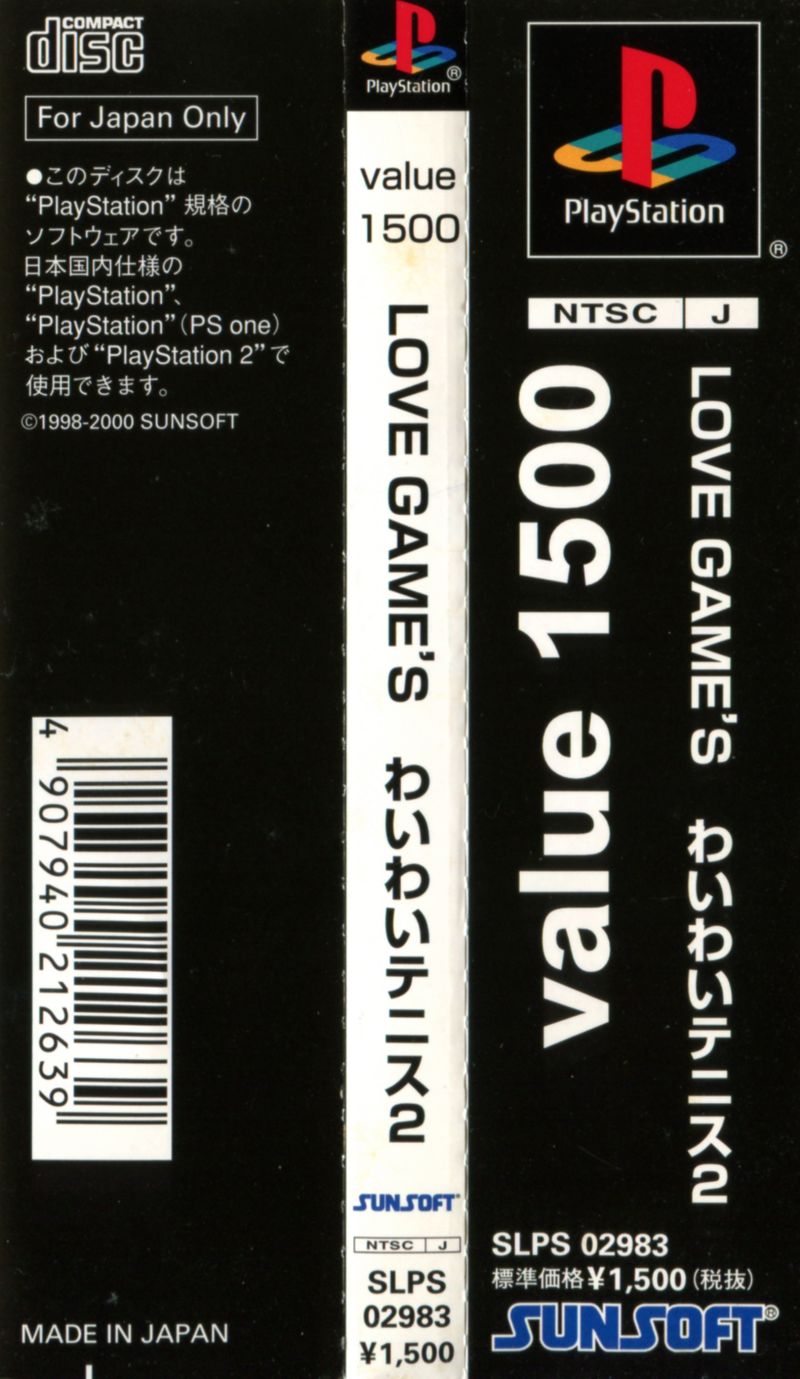 COMPACT
disc
For Japan Only
●このディスクは
“PlayStation” 規格の
ソフトウェアです。
日本国内仕様の
“PlayStation”、
“PlayStation”(PS one)
および“PlayStation 2”で
使用できます。
©1998-2000 SUNSOFT
4 907940 212639
MADE IN JAPAN
PlayStation®
value
1500
LOVE GAME'S わいわいテニス2
SUNSOFT®
NTSC J
SLPS
02983
¥1,500
PlayStation
®
NTSC J
value 1500
LOVE GAME'S わいわいテニス2
SLPS 02983
標準価格¥1,500(税抜)
SUNSOFT®